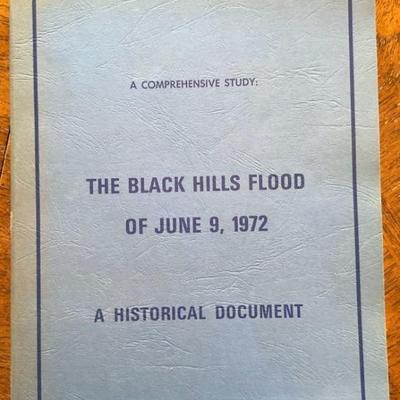 A COMPREHENSIVE STUDY:
THE BLACK HILLS FLOOD
OF JUNE 9, 1972
A HISTORICAL DOCUMENT